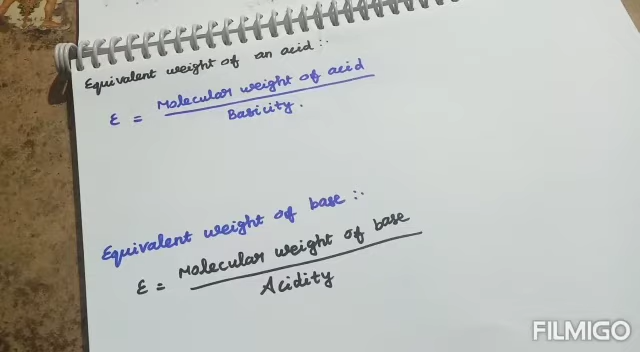 Equivalent weight of an acid :-
E = Molecular weight of acid
Basicity.
Equivalent weight of base :-
E = Molecular weight of base
Acidity
FILMIGO